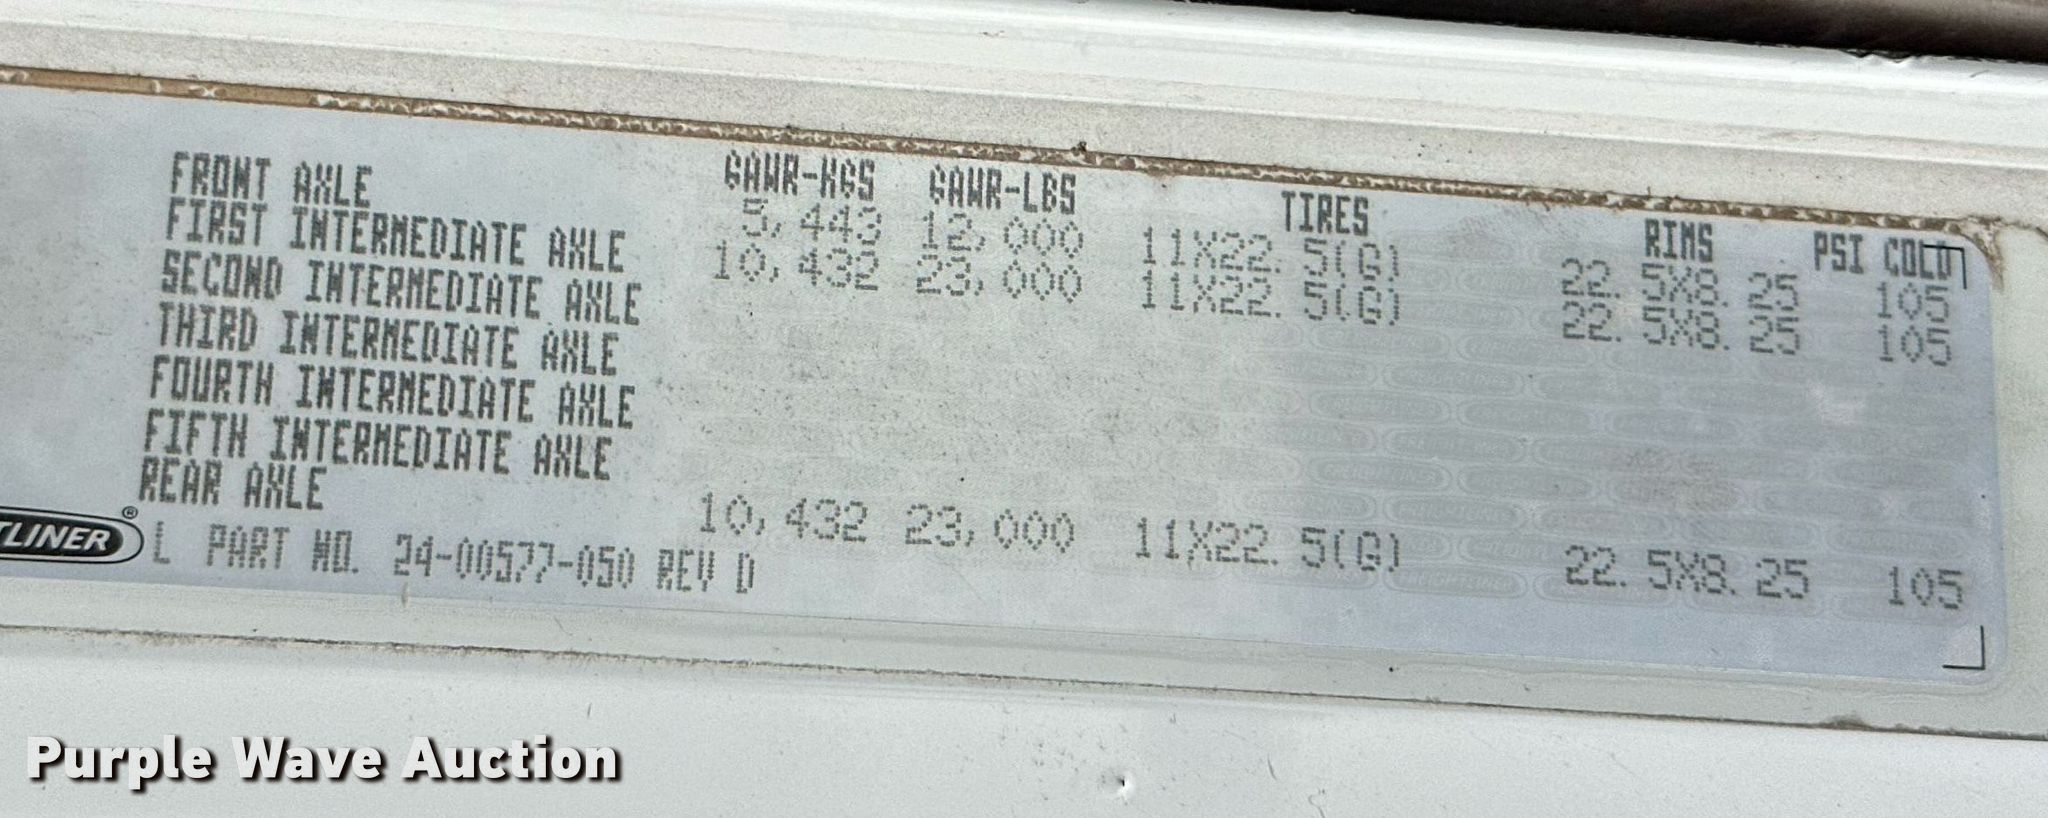 GAWR-KGS GAWR-LBS TIRES RIMS PSI COLD
FRONT AXLE 5,443 12,000 11X22.5(G) 22.5X8.25 105
FIRST INTERMEDIATE AXLE 10,432 23,000 11X22.5(G) 22.5X8.25 105
SECOND INTERMEDIATE AXLE
THIRD INTERMEDIATE AXLE
FOURTH INTERMEDIATE AXLE
FIFTH INTERMEDIATE AXLE
REAR AXLE 10,432 23,000 11X22.5(G) 22.5X8.25 105
TLINER® L PART NO. 24-00577-050 REV D
Purple Wave Auction